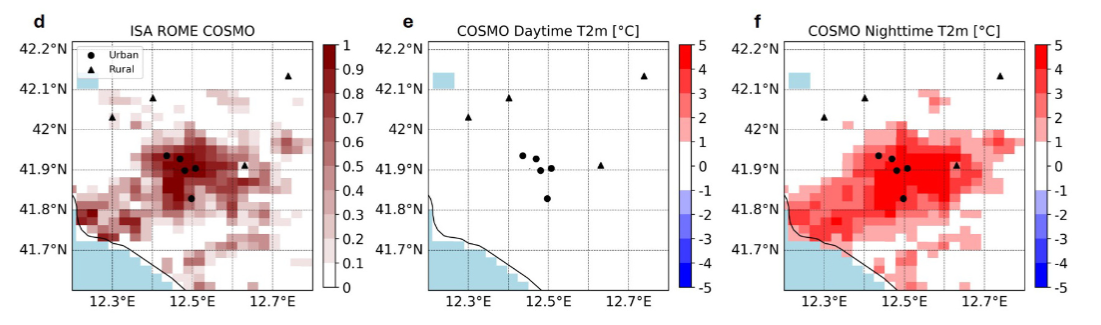 d
ISA ROME COSMO
42.2°N
42.1°N
42°N
41.9°N
41.8°N
41.7°N
12.3°E
12.5°E
12.7°E
Urban
Rural
1
0.9
0.8
0.7
0.6
0.5
0.4
0.3
0.2
0.1
0
e
COSMO Daytime T2m [°C]
42.2°N
42.1°N
42°N
41.9°N
41.8°N
41.7°N
12.3°E
12.5°E
12.7°E
5
4
3
2
1
0
-1
-2
-3
-4
-5
f
COSMO Nighttime T2m [°C]
42.2°N
42.1°N
42°N
41.9°N
41.8°N
41.7°N
12.3°E
12.5°E
12.7°E
5
4
3
2
1
0
-1
-2
-3
-4
-5